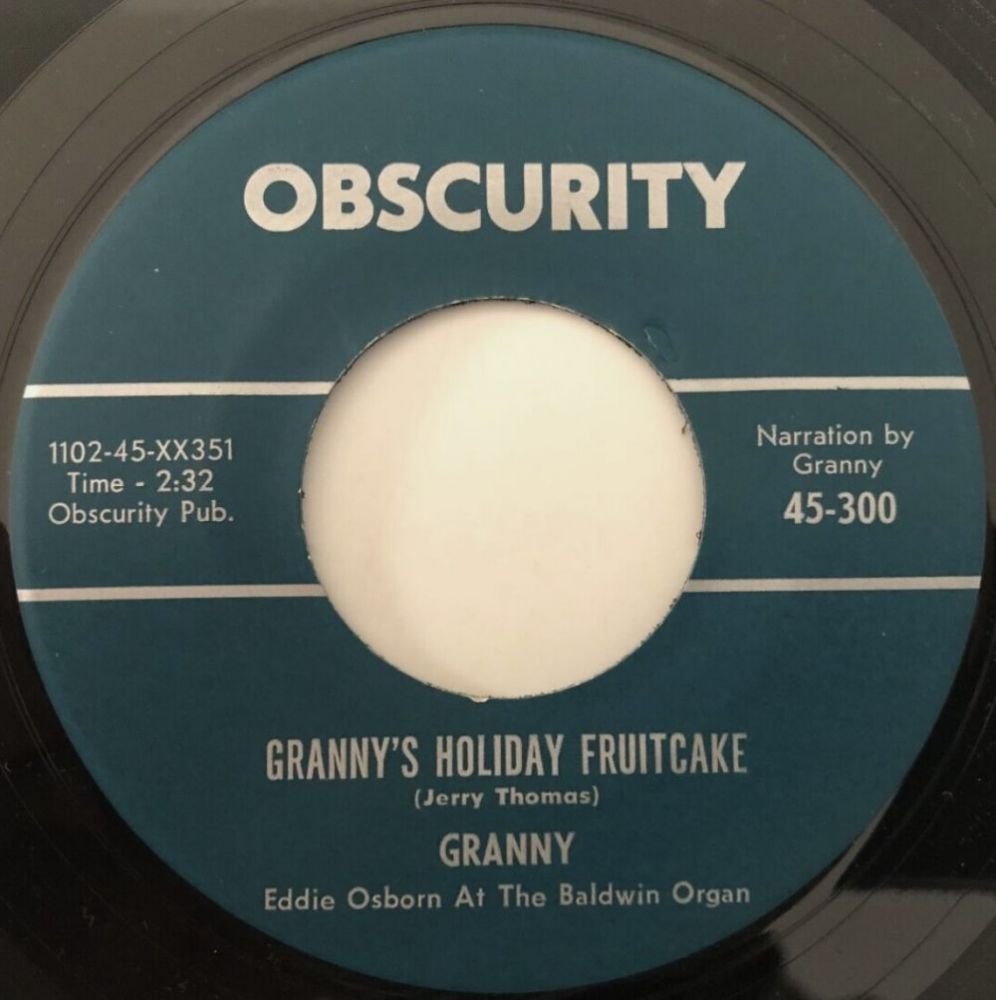 OBSCURITY
1102-45-XX351
Time - 2:32
Obscurity Pub.
Narration by
Granny
45-300
GRANNY'S HOLIDAY FRUITCAKE
(Jerry Thomas)
GRANNY
Eddie Osborn At The Baldwin Organ